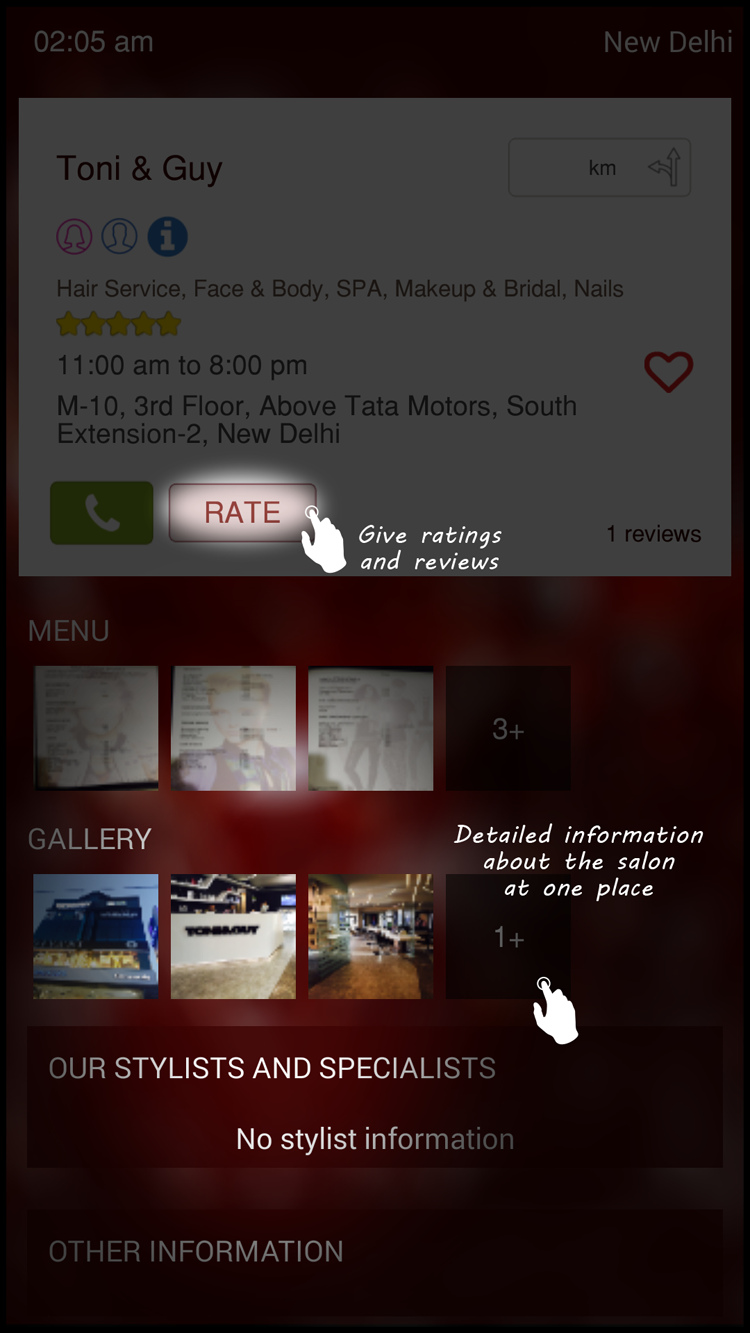 02:05 am
New Delhi
Toni & Guy
km
Hair Service, Face & Body, SPA, Makeup & Bridal, Nails
11:00 am to 8:00 pm
M-10, 3rd Floor, Above Tata Motors, South
Extension-2, New Delhi
RATE
Give ratings
and reviews
1 reviews
MENU
3+
GALLERY
Detailed information
about the salon
at one place
TONI&GUY
1+
OUR STYLISTS AND SPECIALISTS
No stylist information
OTHER INFORMATION